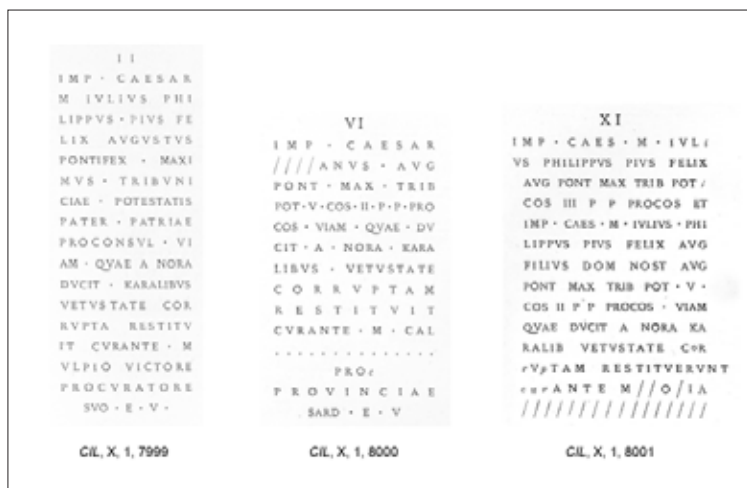 II
IMP · CAESAR
M IVLIVS PHI
LIPPVS · PIVS FE
LIX AVGVSTVS
PONTIFEX · MAXI
MVS · TRIBVNI
CIAE · POTESTATIS
PATER · PATRIAE
PROCONSVL · VI
AM · QVAE A NORA
DVCIT · KARALIBVS
VETVSTATE COR
RVPTA RESTITV
IT CVRANTE · M
VLPIO VICTORE
PROCVRATORE
SVO · E · V ·
CIL, X, 1, 7999
VI
IMP · CAESAR
////ANVS · AVG
PONT · MAX · TRIB
POT · V · COS · II · P · P · PRO
COS · VIAM · QVAE · DV
CIT · A · NORA · KARA
LIBVS · VETVSTATE
CORRVPTAM
RESTITVIT
CVRANTE · M · CAL
. . . . . . . . . . . . . . .
PROc
PROVINCIAE
SARD · E · V
CIL, X, 1, 8000
XI
IMP · CAES · M · IVLi
VS PHILIPPVS PIVS FELIX
AVG PONT MAX TRIB POT i
COS III P P PROCOS ET
IMP · CAES · M · IVLIVS · PHI
LIPPVS PIVS FELIX AVG
FILIVS DOM NOST AVG
PONT MAX TRIB POT · V ·
COS II P P PROCOS · VIAM
QVAE DVCIT A NORA KA
RALIB VETVSTATE CoR
rVpTAM RESTITVERVNT
curANTE M//O/IA
/////////////////
CIL, X, 1, 8001